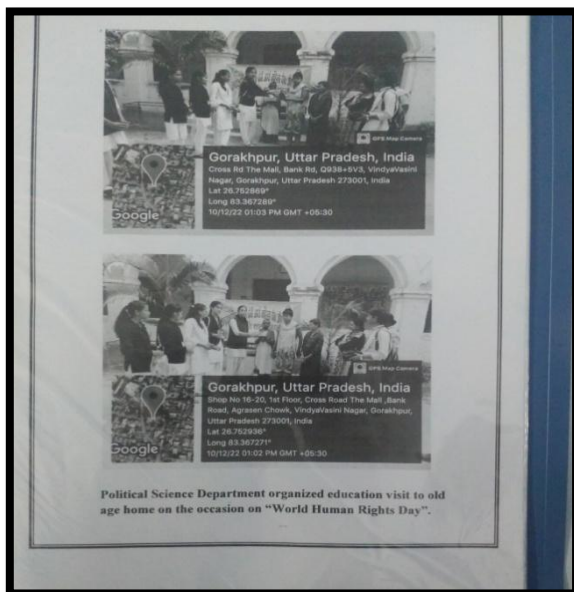 GPS Map Camera
Gorakhpur, Uttar Pradesh, India
Cross Rd The Mall, Bank Rd, Q938+5V3, VindyaVasini
Nagar, Gorakhpur, Uttar Pradesh 273001, India
Lat 26.752869°
Long 83.367289°
10/12/22 01:03 PM GMT +05:30
Google
GPS Map Camera
Gorakhpur, Uttar Pradesh, India
Shop No 16-20, 1st Floor, Cross Road The Mall ,Bank
Road, Agrasen Chowk, VindyaVasini Nagar, Gorakhpur,
Uttar Pradesh 273001, India
Lat 26.752936°
Long 83.367271°
10/12/22 01:02 PM GMT +05:30
Google
Political Science Department organized education visit to old
age home on the occasion on “World Human Rights Day”.